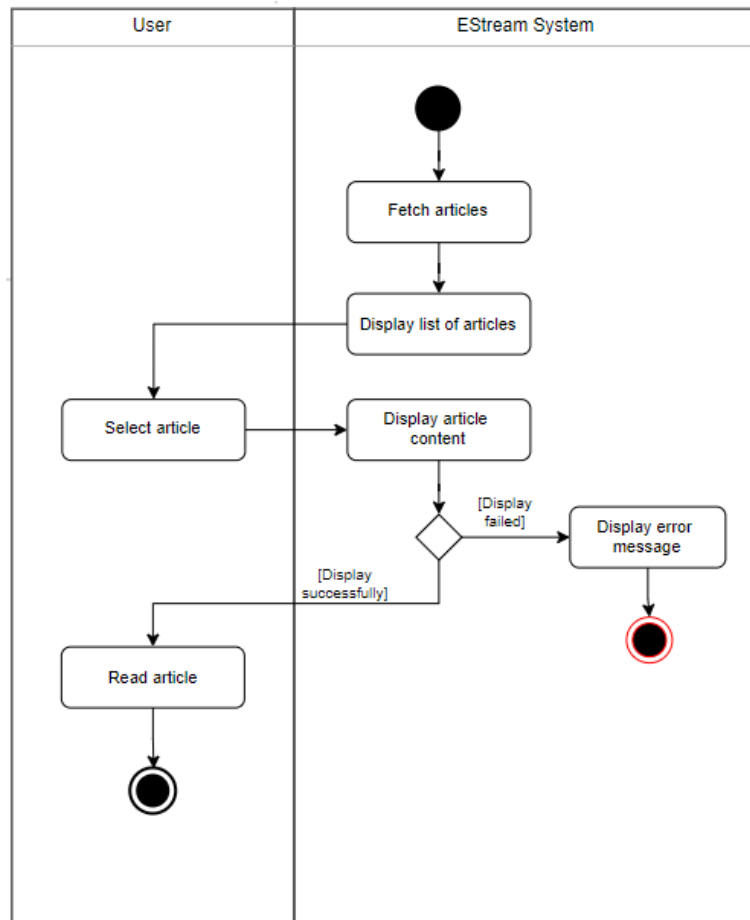 User
EStream System
Fetch articles
Display list of articles
Select article
Display article
content
[Display
failed]
Display error
message
[Display
successfully]
Read article